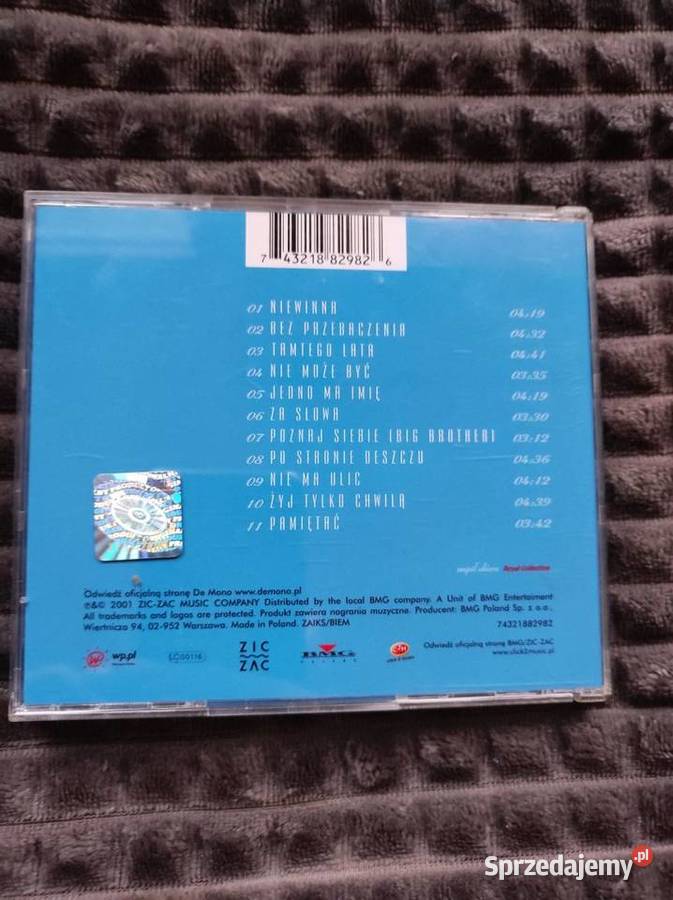 7 43218 82982 6
01 NIEWINNA 04:19
02 BEZ PRZEBACZENIA 04:32
03 TAMTEGO LATA 04:41
04 NIE MOŻE BYĆ 03:35
05 JEDNO MA IMIĘ 04:19
06 ZA SŁOWA 03:30
07 POZNAJ SIEBIE (BIG BROTHER) 03:12
08 PO STRONIE DESZCZU 04:36
09 NIE MA ULIC 04:12
10 ŻYJ TYLKO CHWILĄ 04:39
11 PAMIĘTAĆ 03:42
Royal Collection
Odwiedź oficjalną stronę De Mono www.demono.pl
℗&© 2001 ZIC-ZAC MUSIC COMPANY Distributed by the local BMG company. A Unit of BMG Entertaiment
All trademarks and logos are protected. Produkt zawiera nagrania muzyczne. Producent: BMG Poland Sp. z o.o.,
Wiertnicza 94, 02-952 Warszawa. Made in Poland. ZAIKS/BIEM 74321882982
wp.pl
LC00116
ZIC
ZAC
BMG
POLAND
Odwiedź oficjalną stronę BMG/ZIC-ZAC
www.click2music.pl
Sprzedajemy.pl